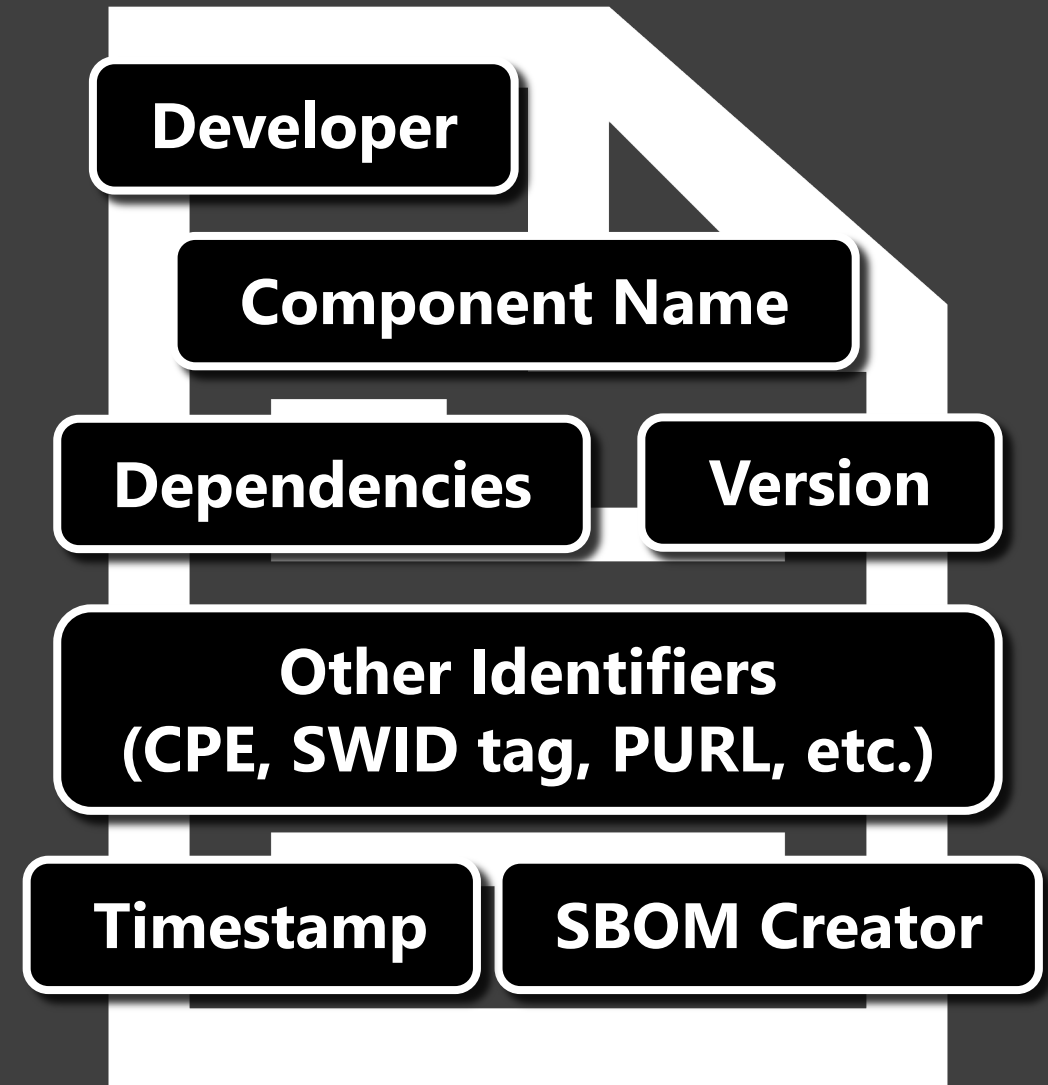 Developer
Component Name
Dependencies
Version
Other Identifiers
(CPE, SWID tag, PURL, etc.)
Timestamp
SBOM Creator